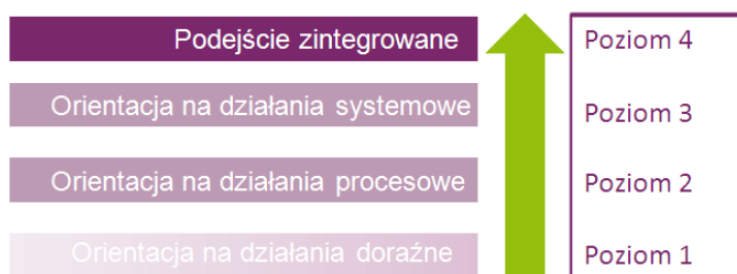 Podejście zintegrowane
Poziom 4
Orientacja na działania systemowe
Poziom 3
Orientacja na działania procesowe
Poziom 2
Orientacja na działania doraźne
Poziom 1